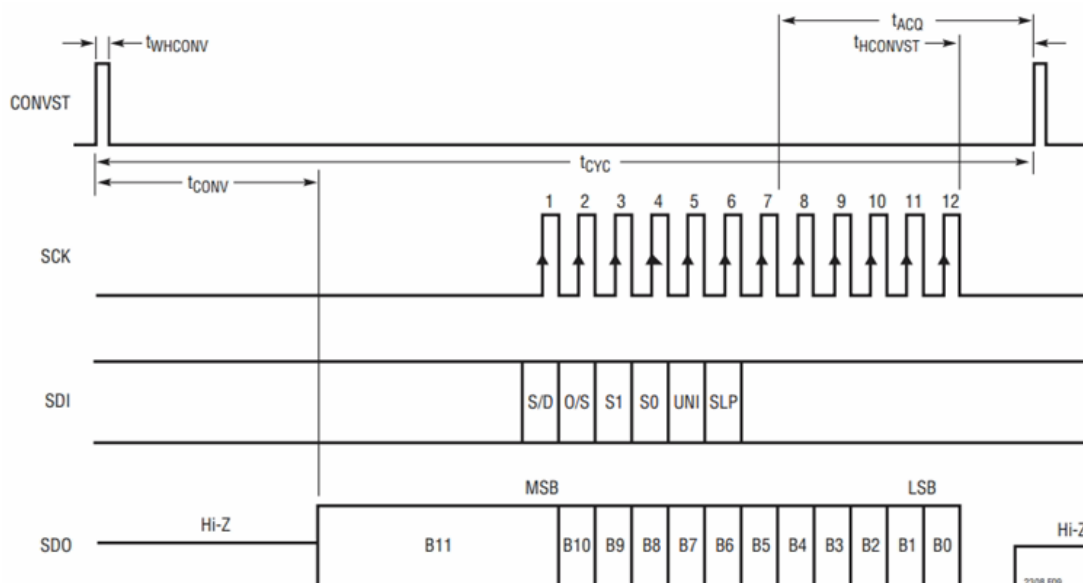 tACQ
tWHCONV
tHCONVST
CONVST
tCYC
tCONV
1 2 3 4 5 6 7 8 9 10 11 12
SCK
SDI
S/D O/S S1 S0 UNI SLP
MSB LSB
Hi-Z Hi-Z
SDO
B11 B10 B9 B8 B7 B6 B5 B4 B3 B2 B1 B0